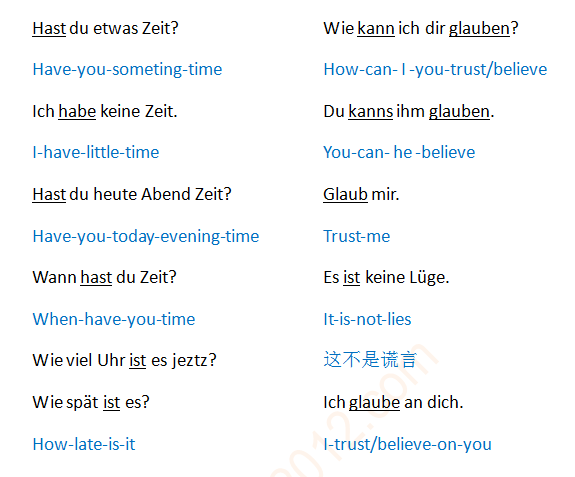 Hast du etwas Zeit?
Have-you-someting-time
Ich habe keine Zeit.
I-have-little-time
Hast du heute Abend Zeit?
Have-you-today-evening-time
Wann hast du Zeit?
When-have-you-time
Wie viel Uhr ist es jeztz?
Wie spät ist es?
How-late-is-it
Wie kann ich dir glauben?
How-can- I -you-trust/believe
Du kanns ihm glauben.
You-can- he -believe
Glaub mir.
Trust-me
Es ist keine Lüge.
It-is-not-lies
这不是谎言
Ich glaube an dich.
I-trust/believe-on-you
2012.com